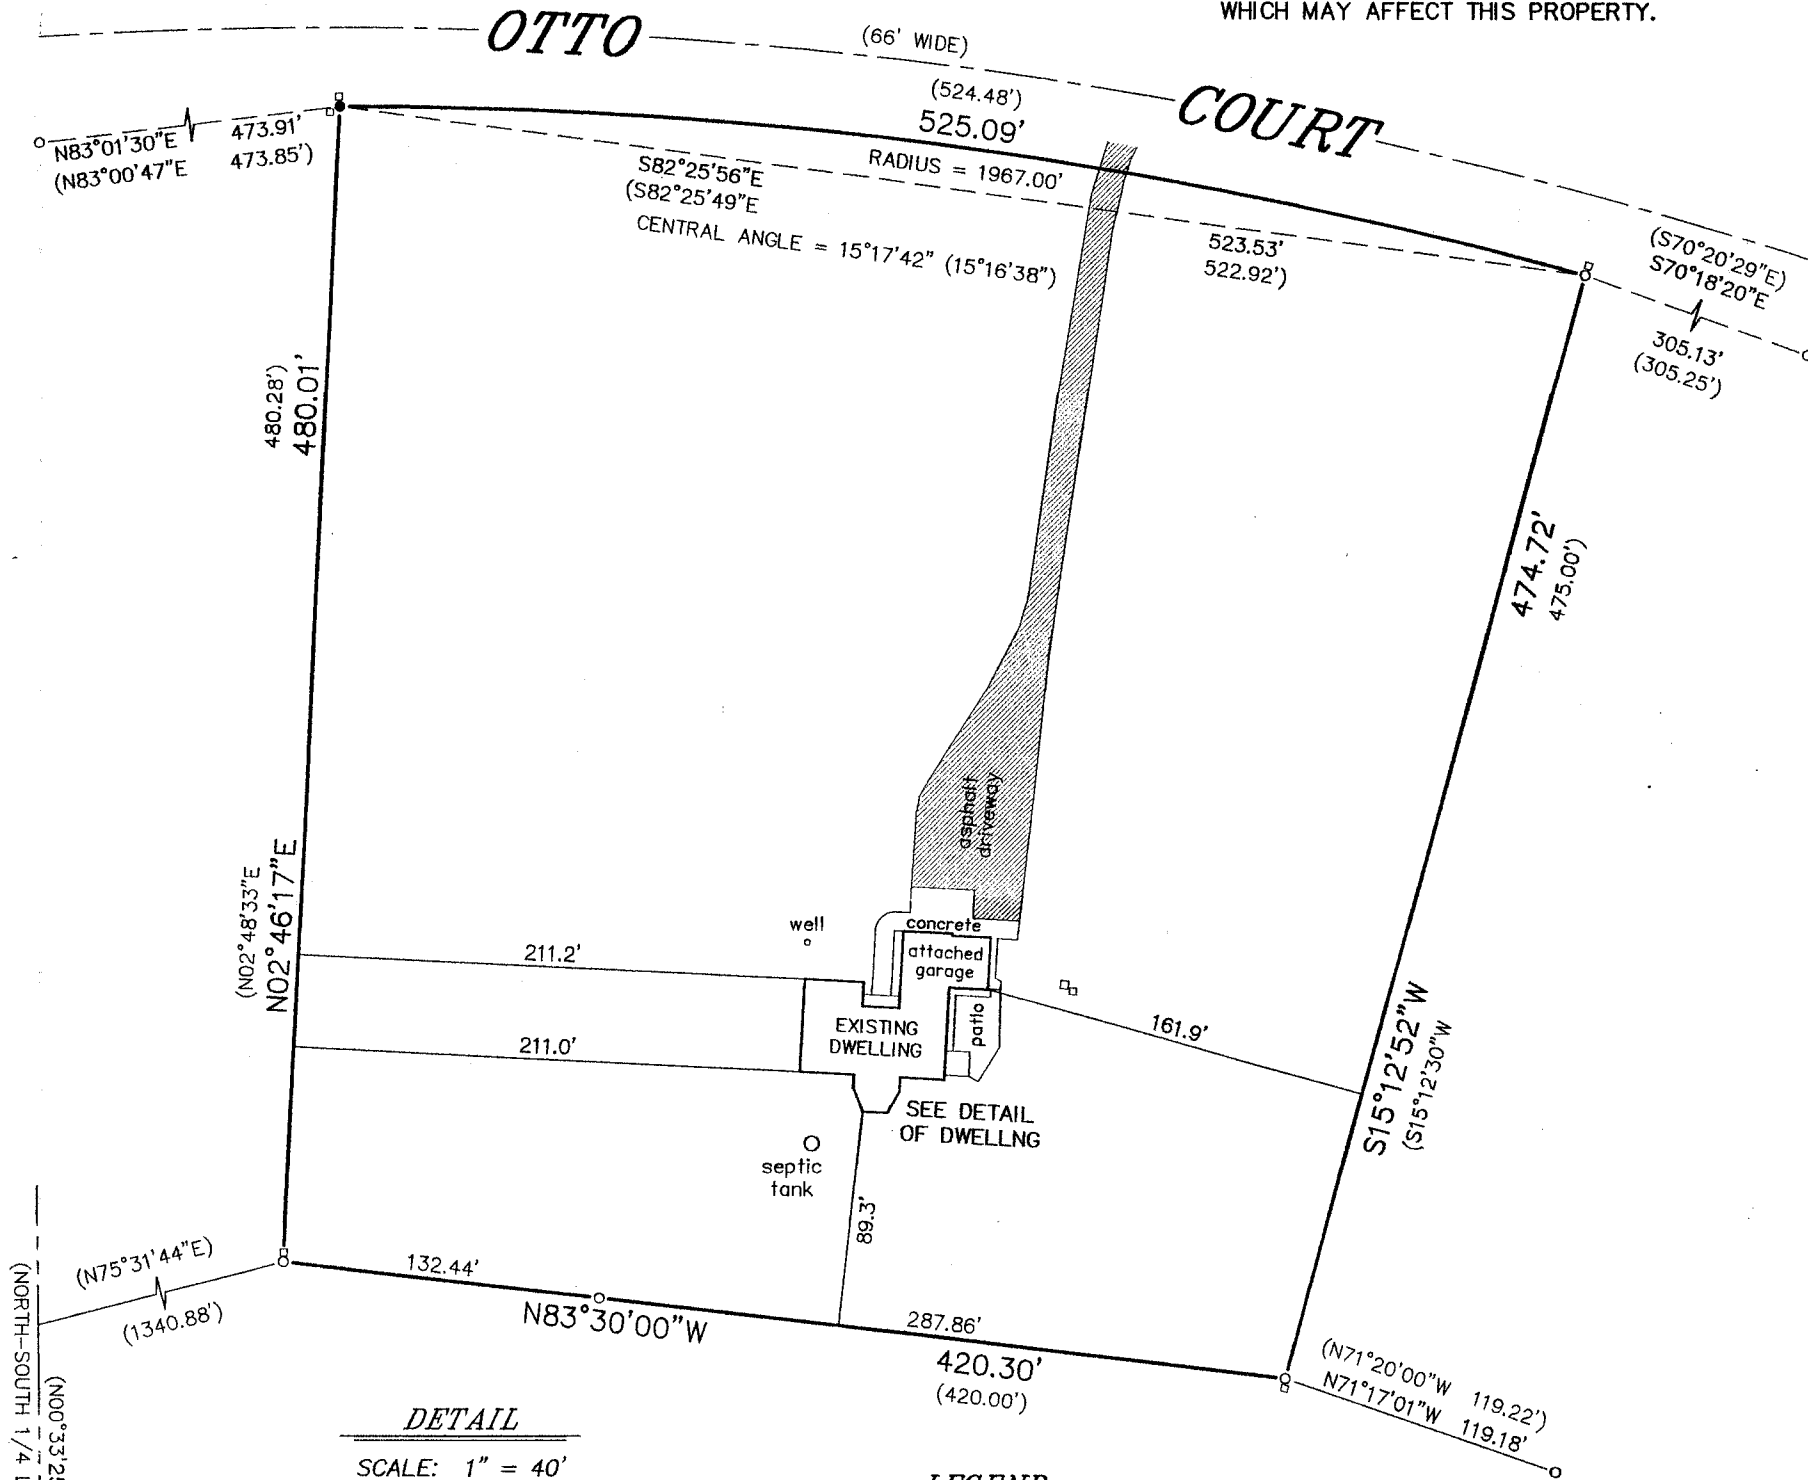 WHICH MAY AFFECT THIS PROPERTY.
OTTO
(66' WIDE)
COURT
(524.48')
525.09'
RADIUS = 1967.00'
N83°01'30"E 473.91'
(N83°00'47"E 473.85')
S82°25'56"E
(S82°25'49"E
CENTRAL ANGLE = 15°17'42" (15°16'38")
523.53'
522.92')
(S70°20'29"E)
S70°18'20"E
305.13'
(305.25')
(480.28')
480.01'
474.72'
475.00')
asphalt
driveway
(N02°48'33"E
N02°46'17"E
well
concrete
attached
garage
211.2'
211.0'
EXISTING
DWELLING
patio
161.9'
S15°12'52"W
(S15°12'30"W
SEE DETAIL
OF DWELLNG
septic
tank
89.3'
(N75°31'44"E)
(1340.88')
132.44'
N83°30'00"W
287.86'
420.30'
(420.00')
(N71°20'00"W 119.22')
N71°17'01"W 119.18'
(NORTH-SOUTH 1/4
(N00°33'25
DETAIL
SCALE: 1" = 40'
LEGEND